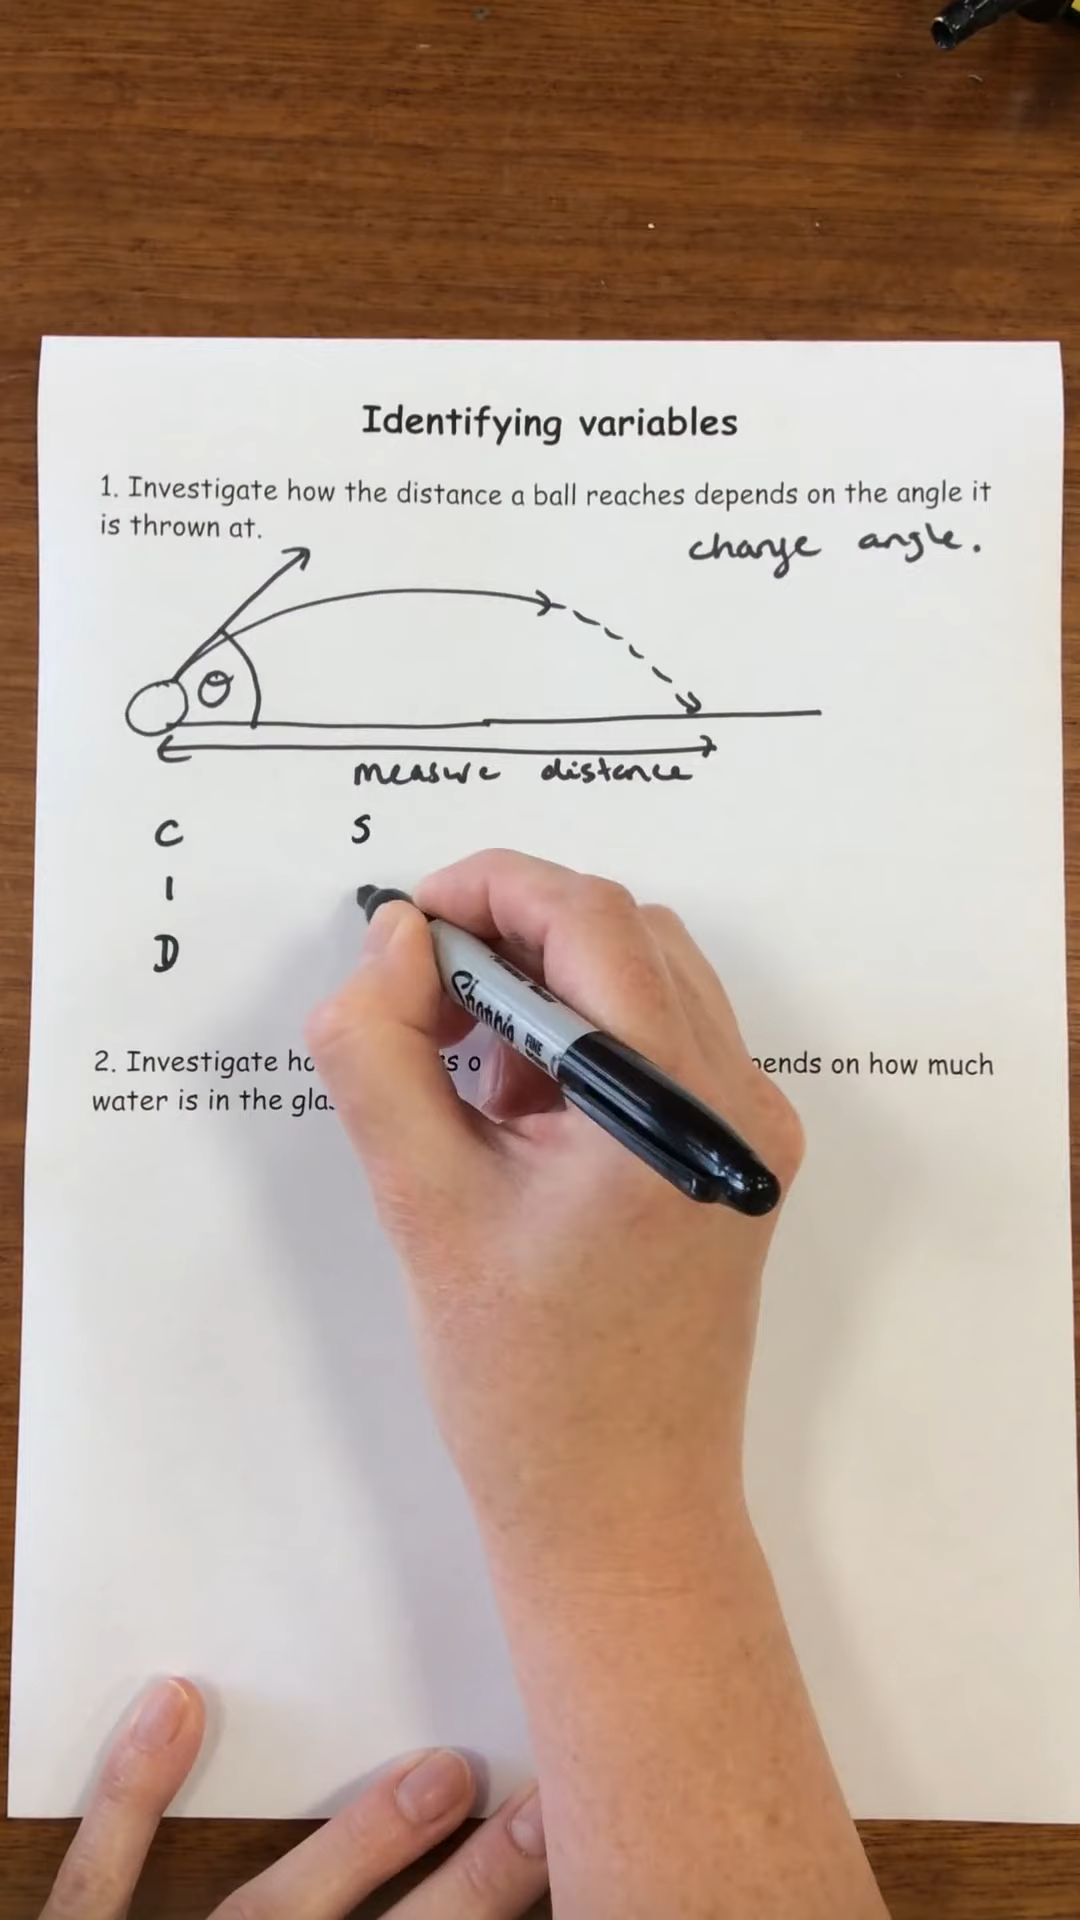 Identifying variables
1. Investigate how the distance a ball reaches depends on the angle it
is thrown at.
change angle.
θ
measure distance
C S
I
D
Sharpie FINE
2. Investigate ho s o ends on how much
water is in the gla